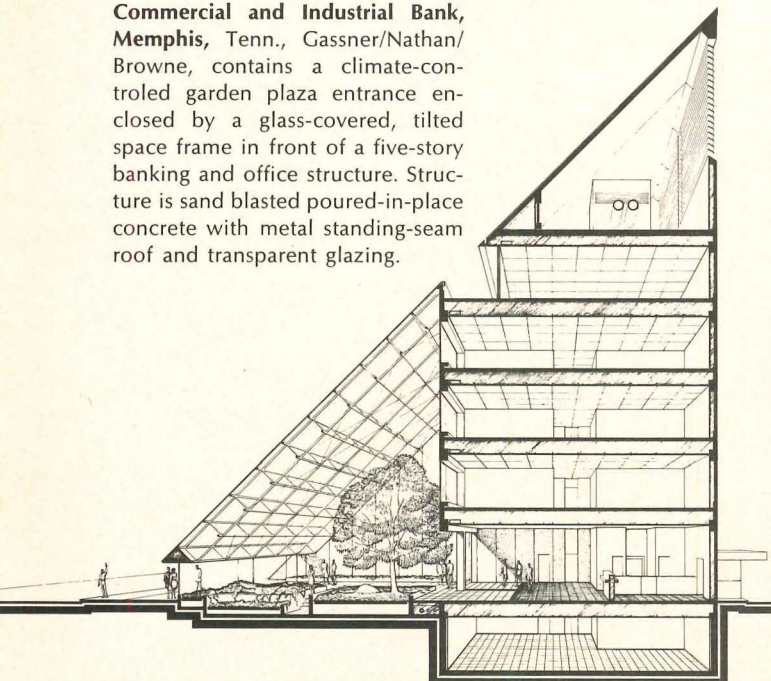 Commercial and Industrial Bank,
Memphis, Tenn., Gassner/Nathan/
Browne, contains a climate-con-
troled garden plaza entrance en-
closed by a glass-covered, tilted
space frame in front of a five-story
banking and office structure. Struc-
ture is sand blasted poured-in-place
concrete with metal standing-seam
roof and transparent glazing.